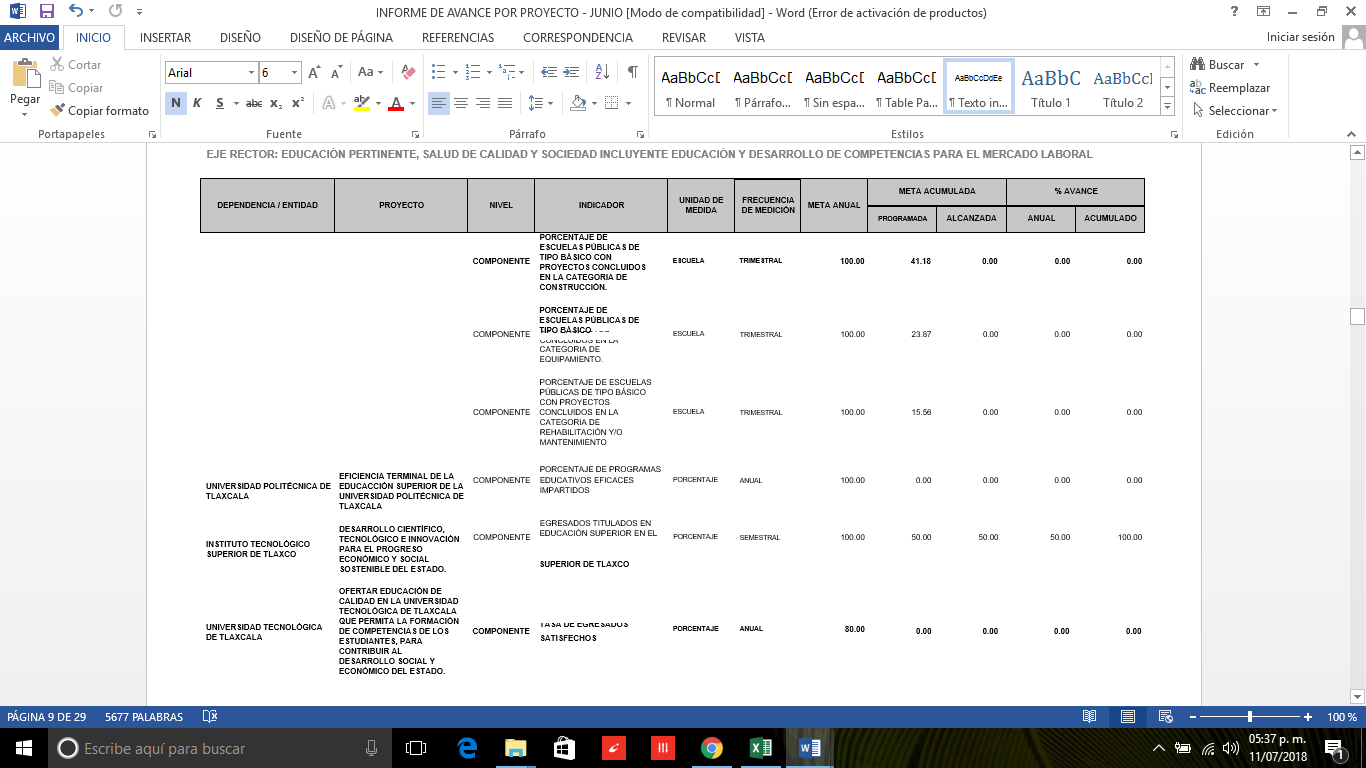 INFORME DE AVANCE POR PROYECTO - JUNIO [Modo de compatibilidad] - Word (Error de activación de productos)
ARCHIVO INICIO INSERTAR DISEÑO DISEÑO DE PÁGINA REFERENCIAS CORRESPONDENCIA REVISAR VISTA Iniciar sesión
Pegar
Cortar
Copiar
Copiar formato
Portapapeles
Arial 6
Aa
N K S abc X₂ X²
Fuente
Párrafo
AaBbCcI AaBbCcI AaBbCcI AaBbCcI AaBbCcDdEe AaBbC AaBbCcI
¶ Normal ¶ Párrafo... ¶ Sin espa... ¶ Table Pa... ¶ Texto in... Título 1 Título 2
Estilos
Buscar
Reemplazar
Seleccionar
Edición
EJE RECTOR: EDUCACIÓN PERTINENTE, SALUD DE CALIDAD Y SOCIEDAD INCLUYENTE EDUCACIÓN Y DESARROLLO DE COMPETENCIAS PARA EL MERCADO LABORAL
DEPENDENCIA / ENTIDAD PROYECTO NIVEL INDICADOR
UNIDAD DE
MEDIDA
FRECUENCIA
DE MEDICIÓN
META ANUAL
META ACUMULADA % AVANCE
PROGRAMADA ALCANZADA ANUAL ACUMULADO
COMPONENTE
PORCENTAJE DE
ESCUELAS PÚBLICAS DE
TIPO BÁSICO CON
PROYECTOS CONCLUIDOS
EN LA CATEGORIA DE
CONSTRUCCIÓN.
ESCUELA TRIMESTRAL 100.00 41.18 0.00 0.00 0.00
COMPONENTE
PORCENTAJE DE
ESCUELAS PÚBLICAS DE
TIPO BÁSICO
CONCLUIDOS EN LA
CATEGORIA DE
EQUIPAMIENTO.
ESCUELA TRIMESTRAL 100.00 23.87 0.00 0.00 0.00
COMPONENTE
PORCENTAJE DE ESCUELAS
PÚBLICAS DE TIPO BÁSICO
CON PROYECTOS
CONCLUIDOS EN LA
CATEGORIA DE
REHABILITACIÓN Y/O
MANTENIMIENTO
ESCUELA TRIMESTRAL 100.00 15.56 0.00 0.00 0.00
UNIVERSIDAD POLITÉCNICA DE
TLAXCALA
EFICIENCIA TERMINAL DE LA
EDUCACCIÓN SUPERIOR DE LA
UNIVERSIDAD POLITÉCNICA DE
TLAXCALA
COMPONENTE
PORCENTAJE DE PROGRAMAS
EDUCATIVOS EFICACES
IMPARTIDOS
PORCENTAJE ANUAL 100.00 0.00 0.00 0.00 0.00
INSTITUTO TECNOLÓGICO
SUPERIOR DE TLAXCO
DESARROLLO CIENTÍFICO,
TECNOLÓGICO E INNOVACIÓN
PARA EL PROGRESO
ECONÓMICO Y SOCIAL
SOSTENIBLE DEL ESTADO.
COMPONENTE
EGRESADOS TITULADOS EN
EDUCACIÓN SUPERIOR EN EL
SUPERIOR DE TLAXCO
PORCENTAJE SEMESTRAL 100.00 50.00 50.00 50.00 100.00
UNIVERSIDAD TECNOLÓGICA
DE TLAXCALA
OFERTAR EDUCACIÓN DE
CALIDAD EN LA UNIVERSIDAD
TECNOLÓGICA DE TLAXCALA
QUE PERMITA LA FORMACIÓN
DE COMPETENCIAS DE LOS
ESTUDIANTES, PARA
CONTRIBUIR AL
DESARROLLO SOCIAL Y
ECONÓMICO DEL ESTADO.
COMPONENTE
TASA DE EGRESADOS
SATISFECHOS
PORCENTAJE ANUAL 80.00 0.00 0.00 0.00 0.00
PÁGINA 9 DE 29 5677 PALABRAS 100 %
Escribe aquí para buscar
05:37 p. m.
11/07/2018
1